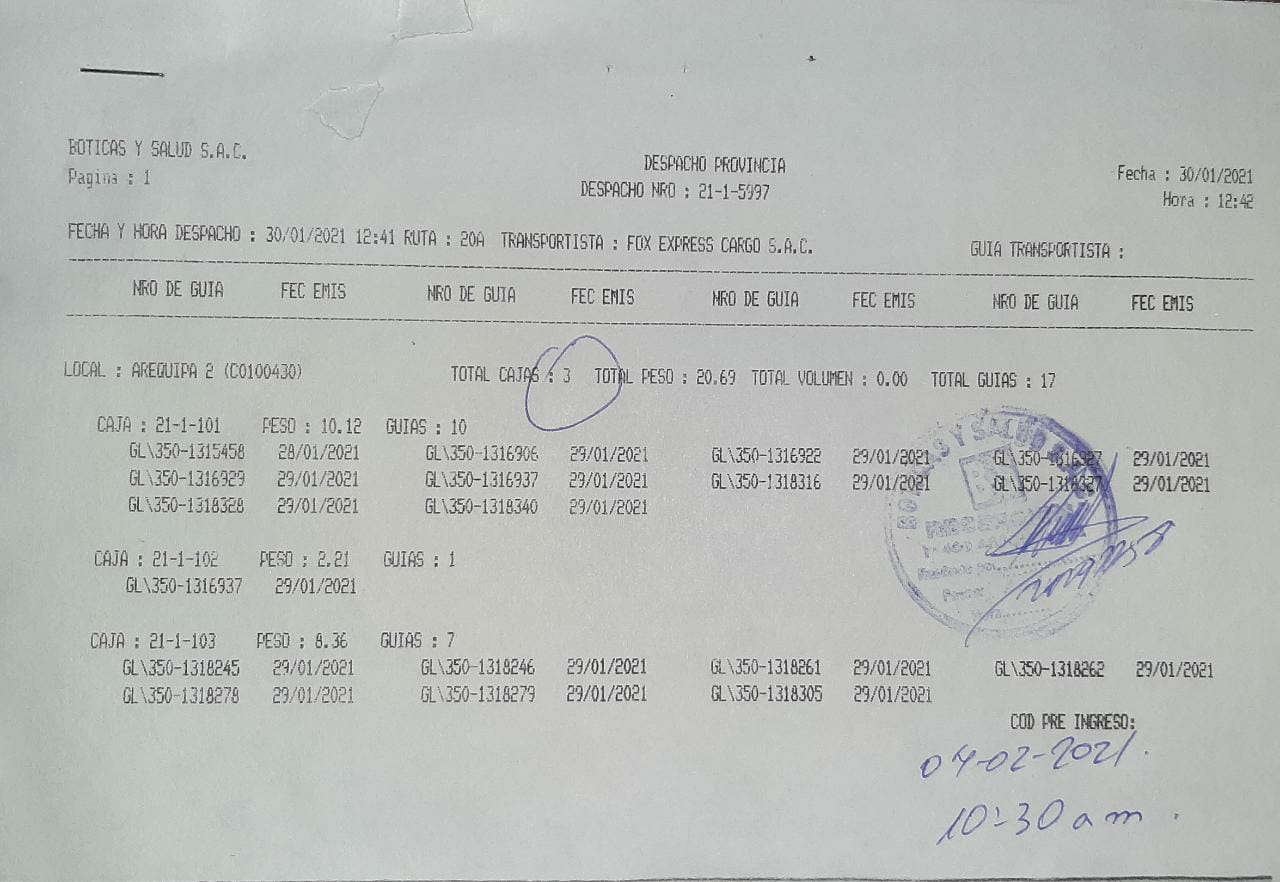 BOTICAS Y SALUD S.A.C.
Pagina : 1
DESPACHO PROVINCIA
DESPACHO NRO : 21-1-5997
Fecha : 30/01/2021
Hora : 12:42
FECHA Y HORA DESPACHO : 30/01/2021 12:41 RUTA : 20A TRANSPORTISTA : FOX EXPRESS CARGO S.A.C. GUIA TRANSPORTISTA :
NRO DE GUIA FEC EMIS NRO DE GUIA FEC EMIS NRO DE GUIA FEC EMIS NRO DE GUIA FEC EMIS
LOCAL : AREQUIPA 2 (C0100430) TOTAL CAJAS : 3 TOTAL PESO : 20.69 TOTAL VOLUMEN : 0.00 TOTAL GUIAS : 17
CAJA : 21-1-101 PESO : 10.12 GUIAS : 10
GL\350-1315458 28/01/2021 GL\350-1316906 29/01/2021 GL\350-1316922 29/01/2021 GL\350-1316927 29/01/2021
GL\350-1316929 29/01/2021 GL\350-1316937 29/01/2021 GL\350-1318316 29/01/2021 GL\350-1318327 29/01/2021
GL\350-1318328 29/01/2021 GL\350-1318340 29/01/2021
BOTICAS Y SALUD
CAJA : 21-1-102 PESO : 2.21 GUIAS : 1
GL\350-1316937 29/01/2021
CAJA : 21-1-103 PESO : 8.36 GUIAS : 7
GL\350-1318245 29/01/2021 GL\350-1318246 29/01/2021 GL\350-1318261 29/01/2021 GL\350-1318262 29/01/2021
GL\350-1318278 29/01/2021 GL\350-1318279 29/01/2021 GL\350-1318305 29/01/2021
COD PRE INGRESO:
04-02-2021.
10:30 am.